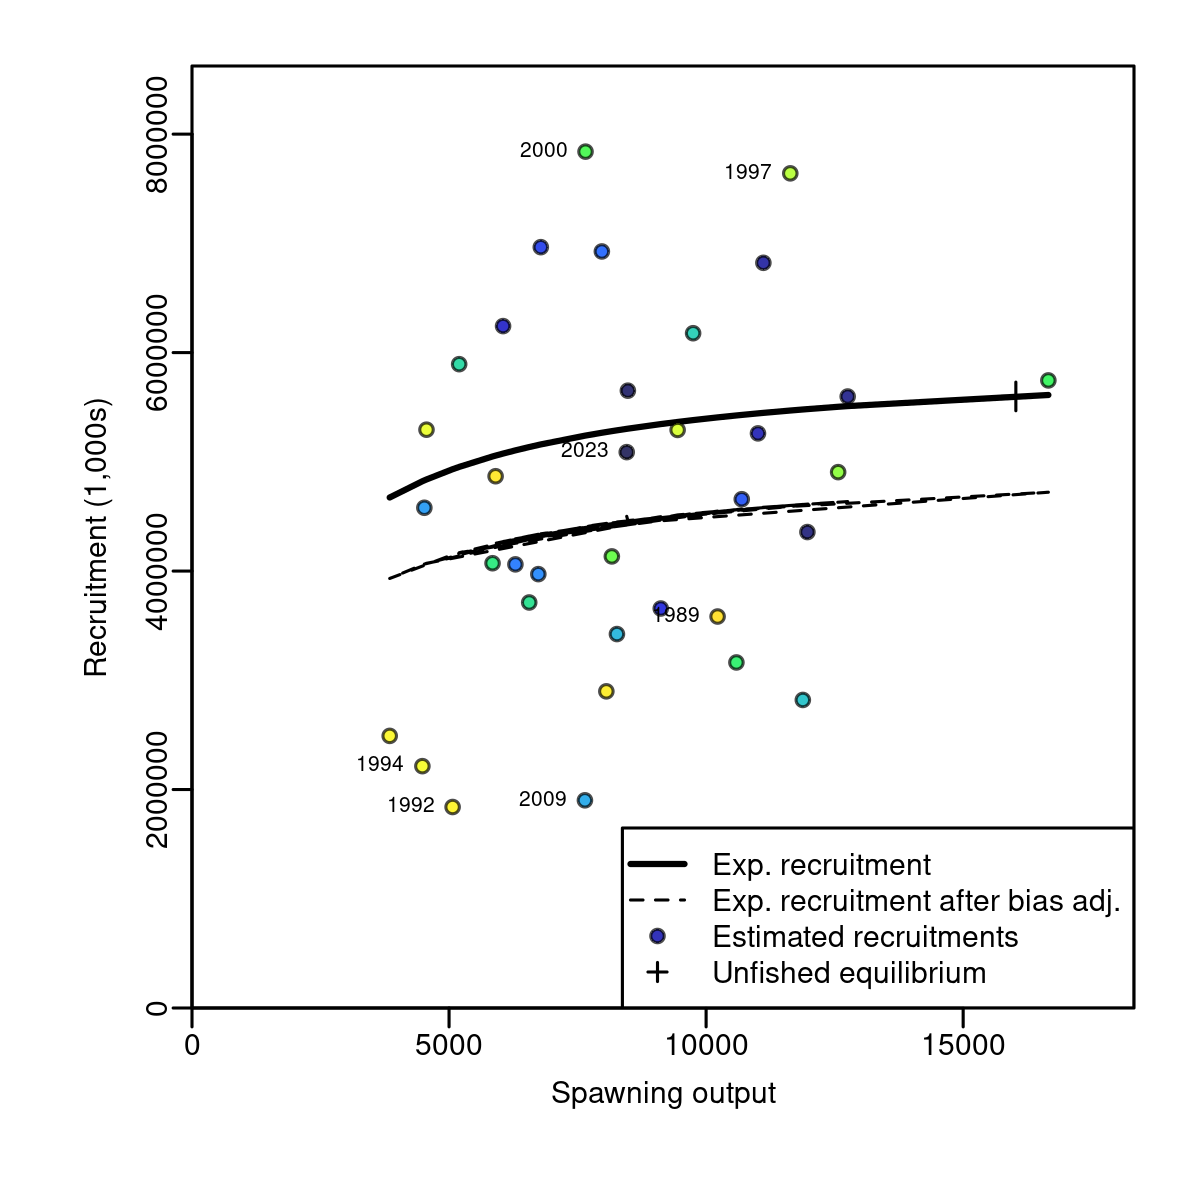 8000000
6000000
4000000
2000000
0
Recruitment (1,000s)
2000
1997
2023
1989
1994
1992
2009
Exp. recruitment
Exp. recruitment after bias adj.
Estimated recruitments
Unfished equilibrium
0
5000
10000
15000
Spawning output